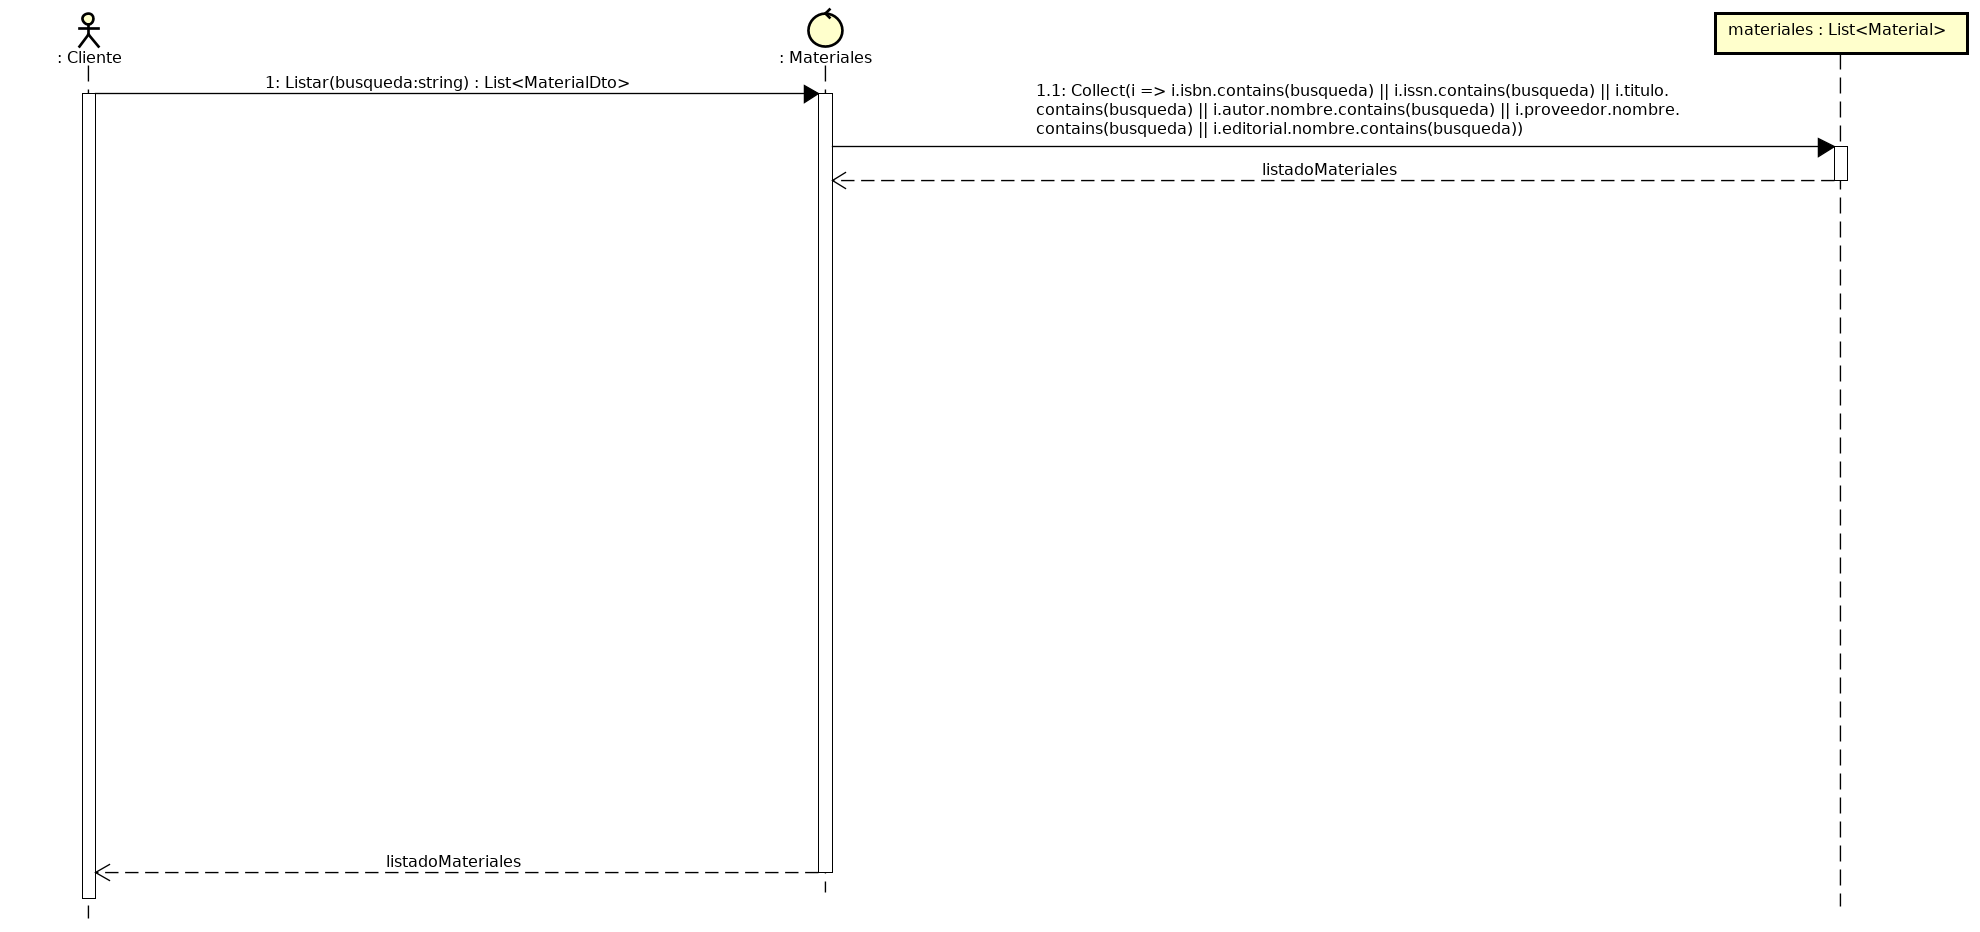 : Cliente
: Materiales
materiales : List<Material>
1: Listar(busqueda:string) : List<MaterialDto>
1.1: Collect(i => i.isbn.contains(busqueda) || i.issn.contains(busqueda) || i.titulo.
contains(busqueda) || i.autor.nombre.contains(busqueda) || i.proveedor.nombre.
contains(busqueda) || i.editorial.nombre.contains(busqueda))
listadoMateriales
listadoMateriales